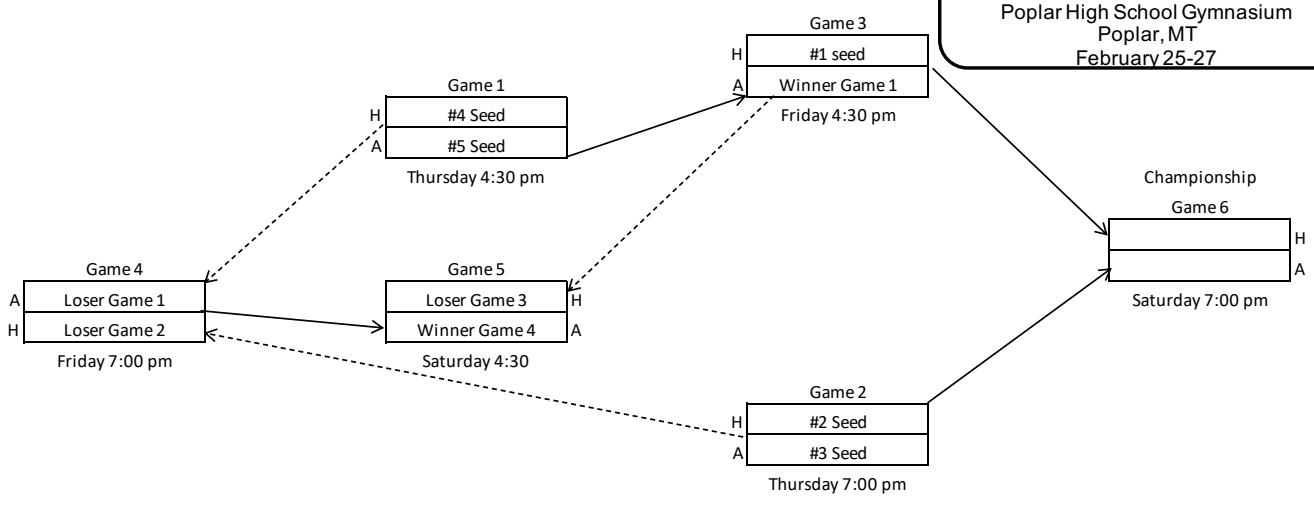 Poplar High School Gymnasium
Poplar, MT
February 25-27
Game 3
H #1 seed
A Winner Game 1
Friday 4:30 pm
Game 1
H #4 Seed
A #5 Seed
Thursday 4:30 pm
Championship
Game 6
H
A
Saturday 7:00 pm
Game 4
A Loser Game 1
H Loser Game 2
Friday 7:00 pm
Game 5
Loser Game 3 H
Winner Game 4 A
Saturday 4:30
Game 2
H #2 Seed
A #3 Seed
Thursday 7:00 pm